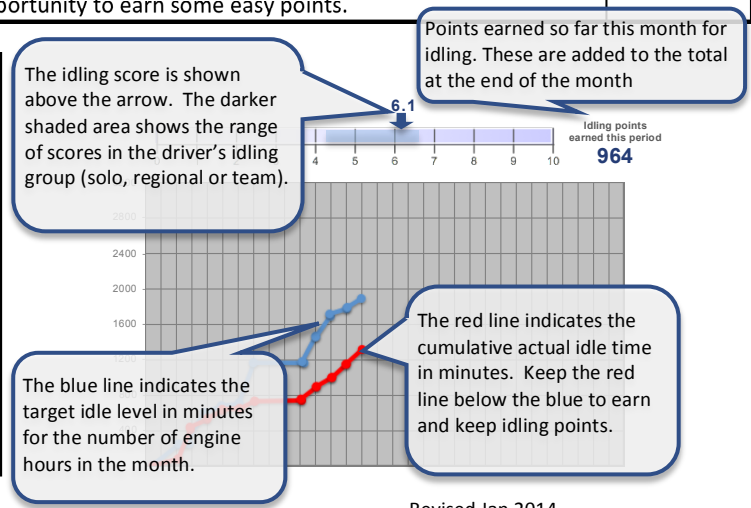 portunity to earn some easy points.
Points earned so far this month for
idling. These are added to the total
at the end of the month
The idling score is shown
above the arrow. The darker
shaded area shows the range
of scores in the driver's idling
group (solo, regional or team).
6.1
4 5 6 7 8 9 10
Idling points
earned this period
964
2800
2400
2000
1600
1200
The red line indicates the
cumulative actual idle time
in minutes. Keep the red
line below the blue to earn
and keep idling points.
The blue line indicates the
target idle level in minutes
for the number of engine
hours in the month.
Revised Jan 2014